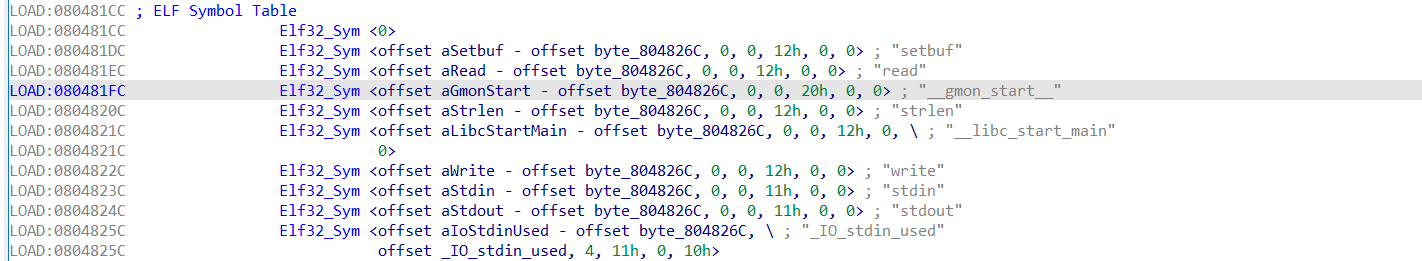 LOAD:080481CC ; ELF Symbol Table
LOAD:080481CC Elf32_Sym <0>
LOAD:080481DC Elf32_Sym <offset aSetbuf - offset byte_804826C, 0, 0, 12h, 0, 0> ; "setbuf"
LOAD:080481EC Elf32_Sym <offset aRead - offset byte_804826C, 0, 0, 12h, 0, 0> ; "read"
LOAD:080481FC Elf32_Sym <offset aGmonStart - offset byte_804826C, 0, 0, 20h, 0, 0> ; "__gmon_start__"
LOAD:0804820C Elf32_Sym <offset aStrlen - offset byte_804826C, 0, 0, 12h, 0, 0> ; "strlen"
LOAD:0804821C Elf32_Sym <offset aLibcStartMain - offset byte_804826C, 0, 0, 12h, 0, \ ; "__libc_start_main"
LOAD:0804821C 0>
LOAD:0804822C Elf32_Sym <offset aWrite - offset byte_804826C, 0, 0, 12h, 0, 0> ; "write"
LOAD:0804823C Elf32_Sym <offset aStdin - offset byte_804826C, 0, 0, 11h, 0, 0> ; "stdin"
LOAD:0804824C Elf32_Sym <offset aStdout - offset byte_804826C, 0, 0, 11h, 0, 0> ; "stdout"
LOAD:0804825C Elf32_Sym <offset aIoStdinUsed - offset byte_804826C, \ ; "_IO_stdin_used"
LOAD:0804825C offset _IO_stdin_used, 4, 11h, 0, 10h>